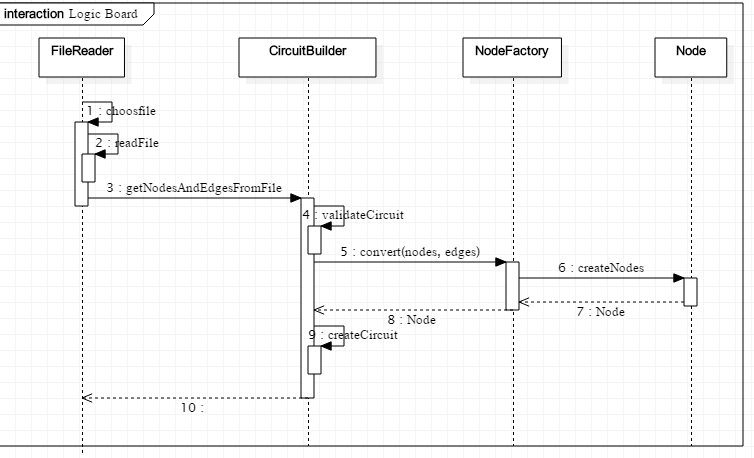 interaction Logic Board
FileReader
CircuitBuilder
NodeFactory
Node
1 : choosfile
2 : readFile
3 : getNodesAndEdgesFromFile
4 : validateCircuit
5 : convert(nodes, edges)
6 : createNodes
7 : Node
8 : Node
9 : createCircuit
10 :